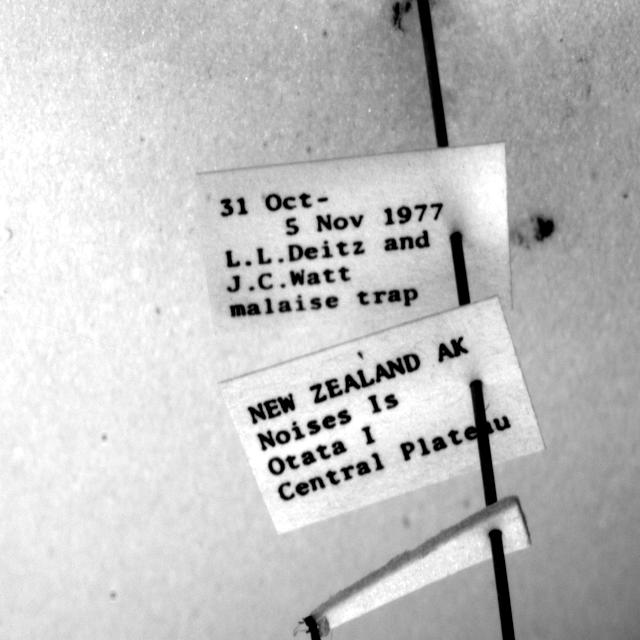 31 Oct-
5 Nov 1977
L.L.Deitz and
J.C.Watt
malaise trap
NEW ZEALAND AK
Noises Is
Otata I
Central Plateau